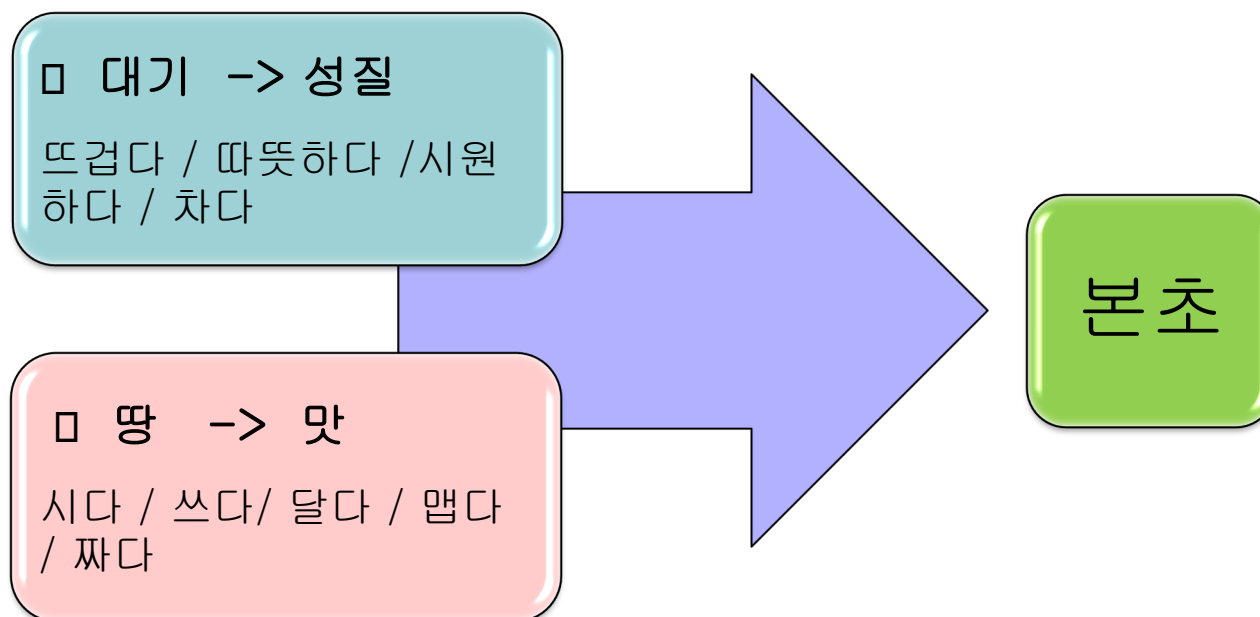 ▯ 대기 -> 성질
뜨겁다 / 따뜻하다 /시원
하다 / 차다
▯ 땅 -> 맛
시다 / 쓰다/ 달다 / 맵다
/ 짜다
본초